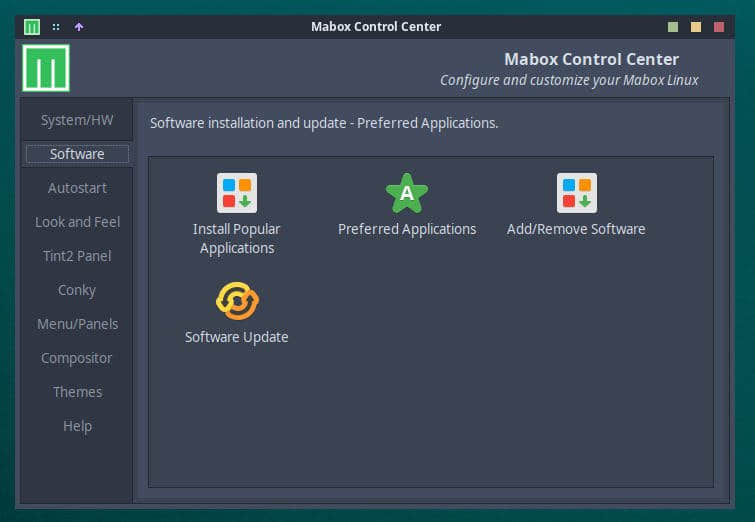 Mabox Control Center
Mabox Control Center
Configure and customize your Mabox Linux
System/HW
Software
Autostart
Look and Feel
Tint2 Panel
Conky
Menu/Panels
Compositor
Themes
Help
Software installation and update - Preferred Applications.
Install Popular
Applications
A
Preferred Applications
Add/Remove Software
Software Update